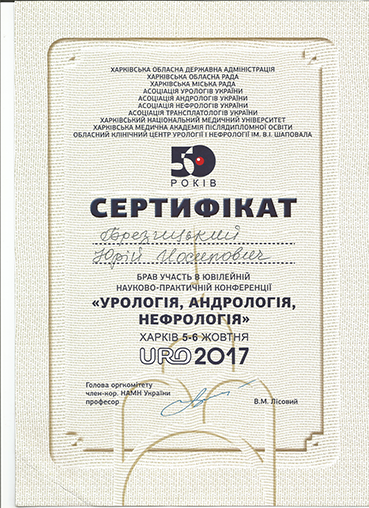 ХАРКІВСЬКА ОБЛАСНА ДЕРЖАВНА АДМІНІСТРАЦІЯ
ХАРКІВСЬКА ОБЛАСНА РАДА
ХАРКІВСЬКА МІСЬКА РАДА
АСОЦІАЦІЯ УРОЛОГІВ УКРАЇНИ
АСОЦІАЦІЯ АНДРОЛОГІВ УКРАЇНИ
АСОЦІАЦІЯ НЕФРОЛОГІВ УКРАЇНИ
АСОЦІАЦІЯ ТРАНСПЛАТОЛОГІВ УКРАЇНИ
ХАРКІВСЬКИЙ НАЦІОНАЛЬНИЙ МЕДИЧНИЙ УНІВЕРСИТЕТ
ХАРКІВСЬКА МЕДИЧНА АКАДЕМІЯ ПІСЛЯДИПЛОМНОЇ ОСВІТИ
ОБЛАСНИЙ КЛІНІЧНИЙ ЦЕНТР УРОЛОГІЇ І НЕФРОЛОГІЇ ІМ. В.І. ШАПОВАЛА
50
РОКІВ
СЕРТИФІКАТ
Брезицький
Юрій Йосипович
БРАВ УЧАСТЬ В ЮВІЛЕЙНІЙ
НАУКОВО-ПРАКТИЧНІЙ КОНФЕРЕНЦІЇ
«УРОЛОГІЯ, АНДРОЛОГІЯ,
НЕФРОЛОГІЯ»
ХАРКІВ 5-6 ЖОВТНЯ
URO 2017
Голова оргкомітету
член-кор. НАМН України
професор
В.М. Лісовий